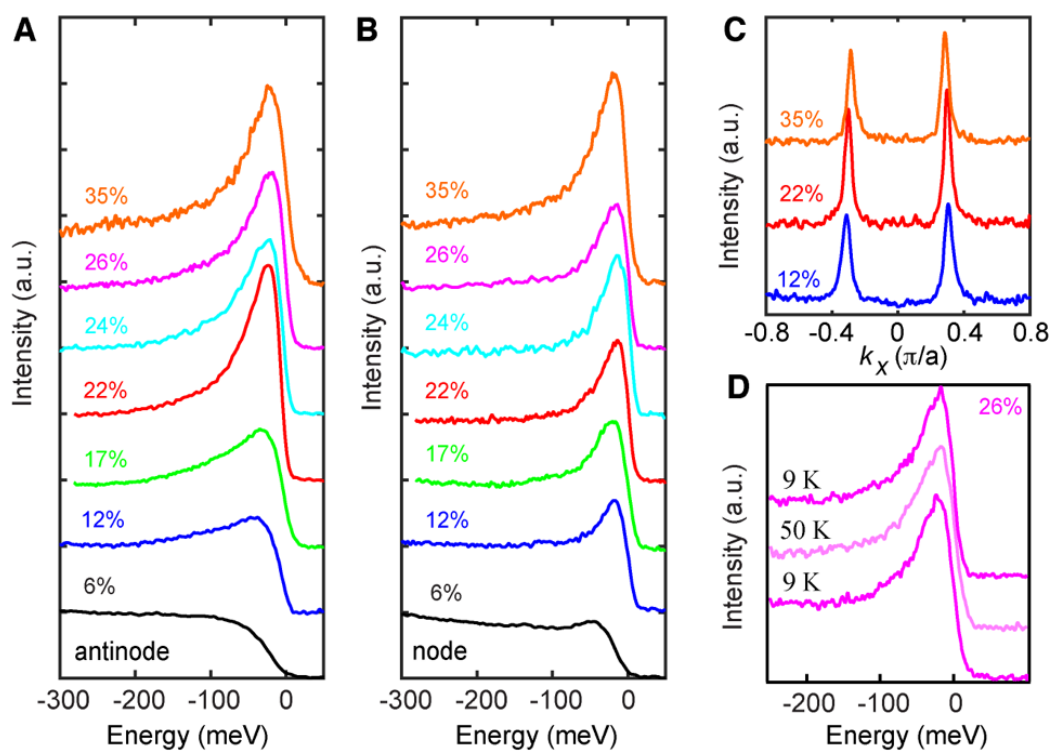 A
35%
26%
24%
22%
17%
12%
6%
antinode
Intensity (a.u.)
-300 -200 -100 0
Energy (meV)
B
35%
26%
24%
22%
17%
12%
6%
node
Intensity (a.u.)
-300 -200 -100 0
Energy (meV)
C
35%
22%
12%
Intensity (a.u.)
-0.8 -0.4 0 0.4 0.8
kx (π/a)
D
26%
9 K
50 K
9 K
Intensity (a.u.)
-200 -100 0
Energy (meV)